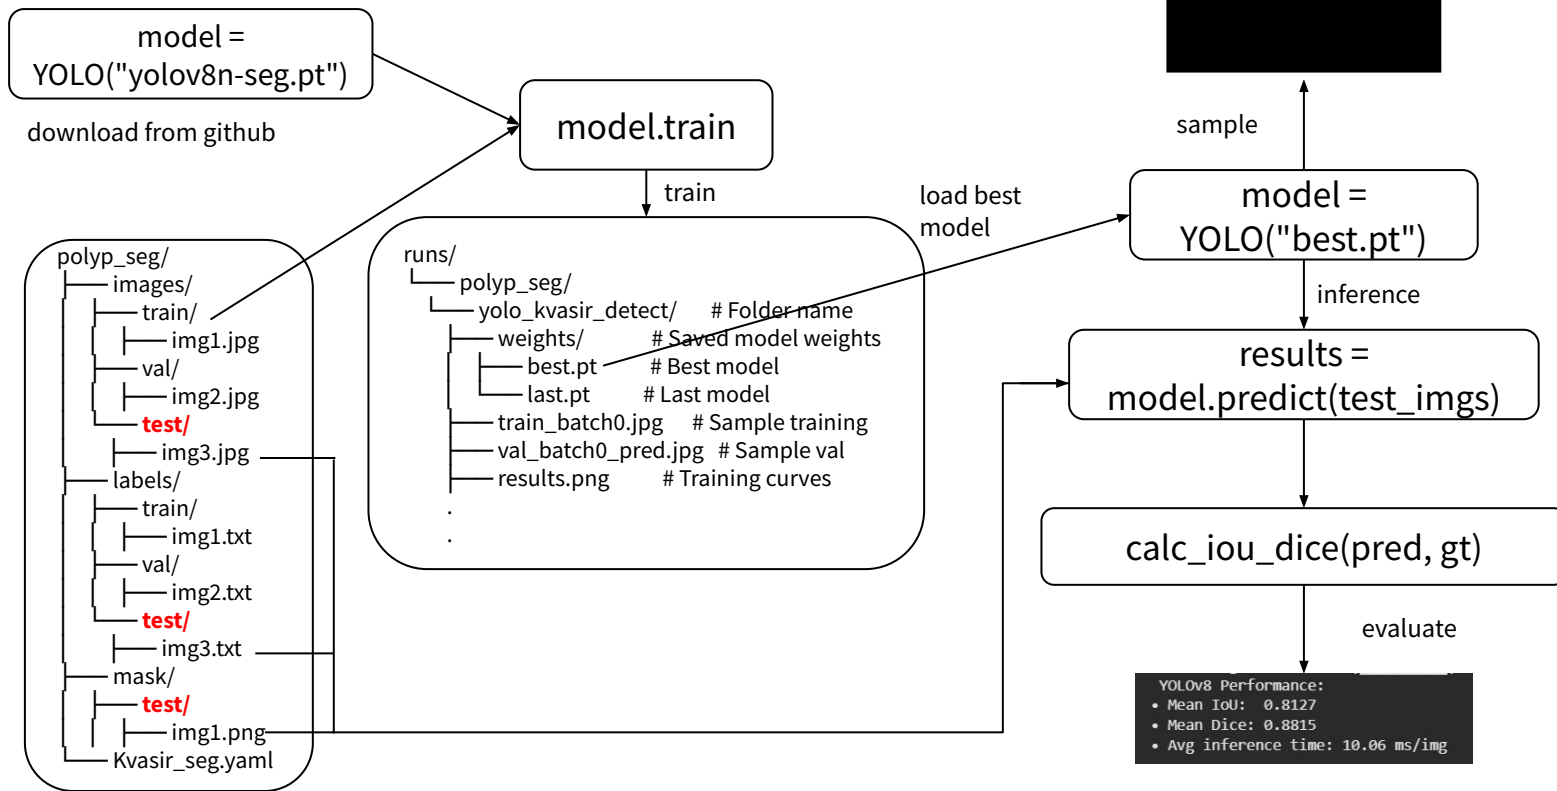 model =
YOLO("yolov8n-seg.pt")
download from github
model.train
train
polyp_seg/
images/
train/
img1.jpg
val/
img2.jpg
test/
img3.jpg
labels/
train/
img1.txt
val/
img2.txt
test/
img3.txt
mask/
test/
img1.png
Kvasir_seg.yaml
runs/
polyp_seg/
yolo_kvasir_detect/ # Folder name
weights/ # Saved model weights
best.pt # Best model
last.pt # Last model
train_batch0.jpg # Sample training
val_batch0_pred.jpg # Sample val
results.png # Training curves
.
.
load best
model
sample
model =
YOLO("best.pt")
inference
results =
model.predict(test_imgs)
calc_iou_dice(pred, gt)
evaluate
YOLOv8 Performance:
• Mean IoU: 0.8127
• Mean Dice: 0.8815
• Avg inference time: 10.06 ms/img